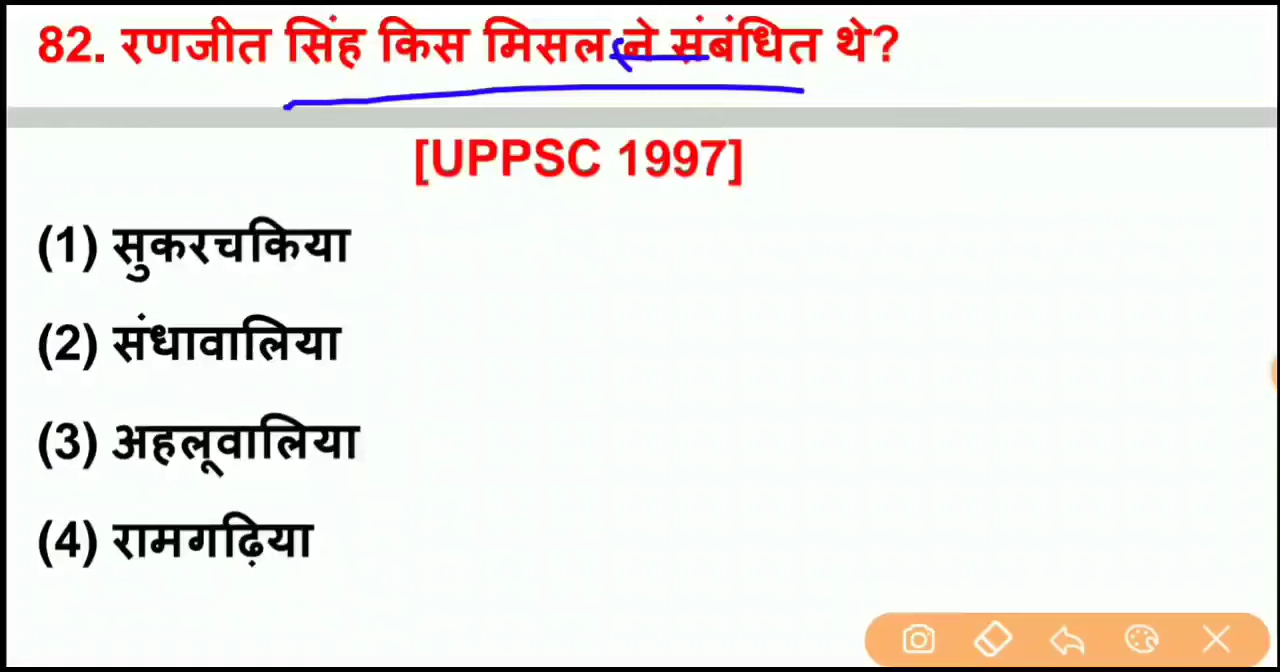 82. रणजीत सिंह किस मिसल ने संबंधित थे?
[UPPSC 1997]
(1) सुकरचकिया
(2) संधावालिया
(3) अहलूवालिया
(4) रामगढ़िया